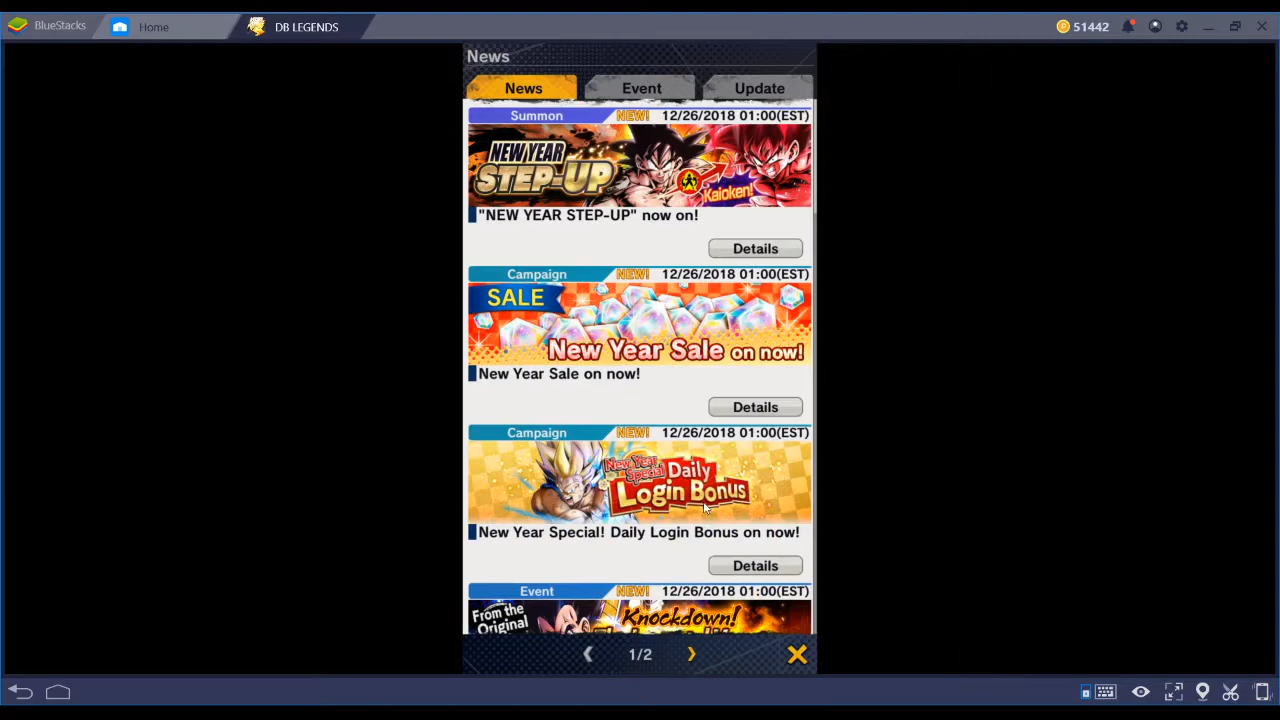 BlueStacks Home DB LEGENDS 51442
News
News Event Update
Summon NEW! 12/26/2018 01:00(EST)
NEW YEAR
STEP-UP
Kaioken!
"NEW YEAR STEP-UP" now on!
Details
Campaign NEW! 12/26/2018 01:00(EST)
SALE
New Year Sale on now!
New Year Sale on now!
Details
Campaign NEW! 12/26/2018 01:00(EST)
New Year
Special Daily
Login Bonus
New Year Special! Daily Login Bonus on now!
Details
Event NEW! 12/26/2018 01:00(EST)
From the Knockdown!
Original
1/2